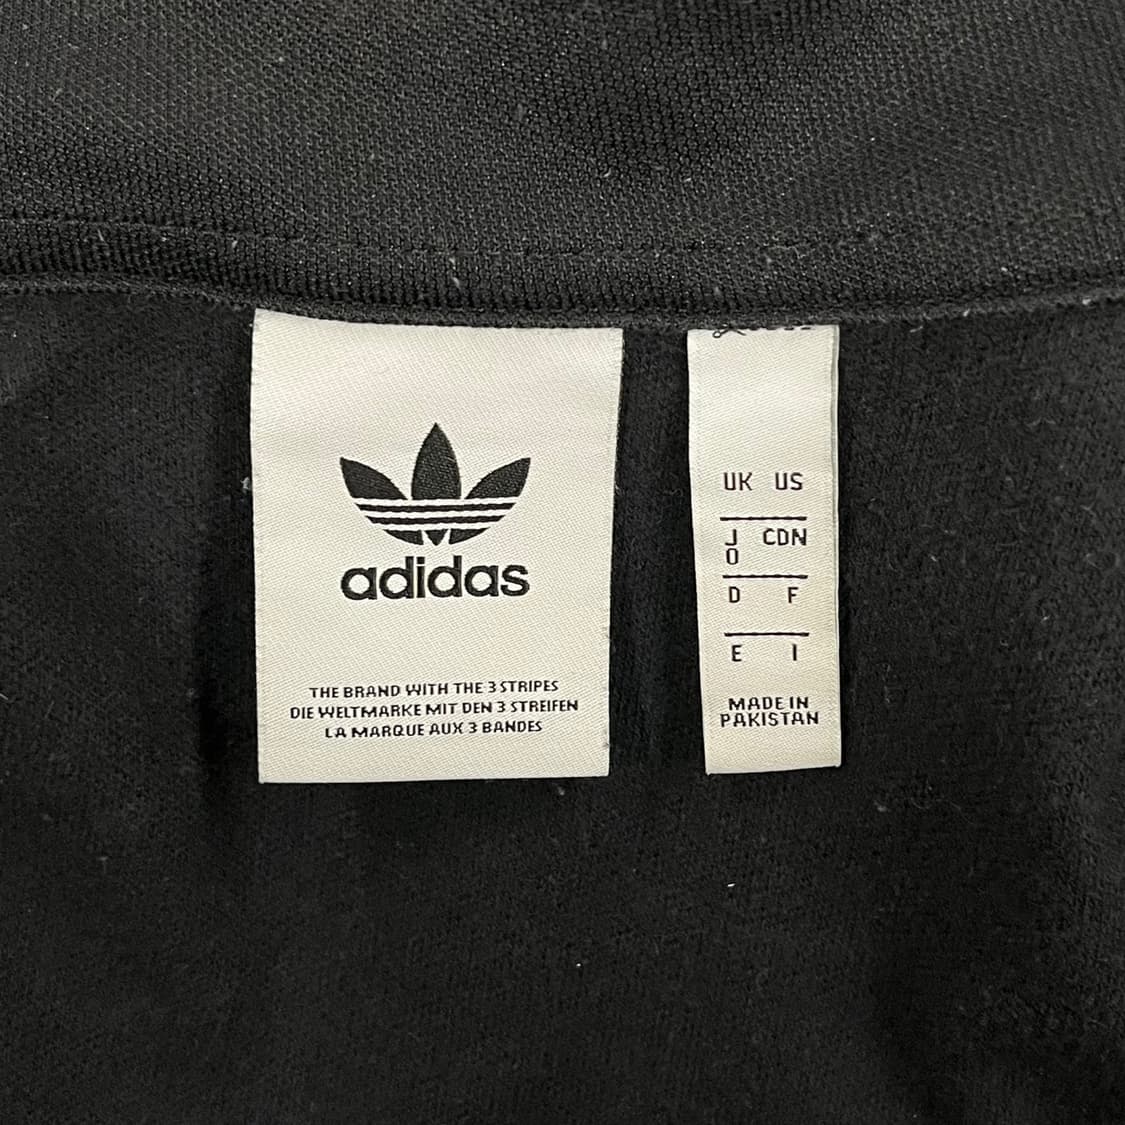 adidas
THE BRAND WITH THE 3 STRIPES
DIE WELTMARKE MIT DEN 3 STREIFEN
LA MARQUE AUX 3 BANDES
UK US
J CDN
O
D F
E I
MADE IN
PAKISTAN